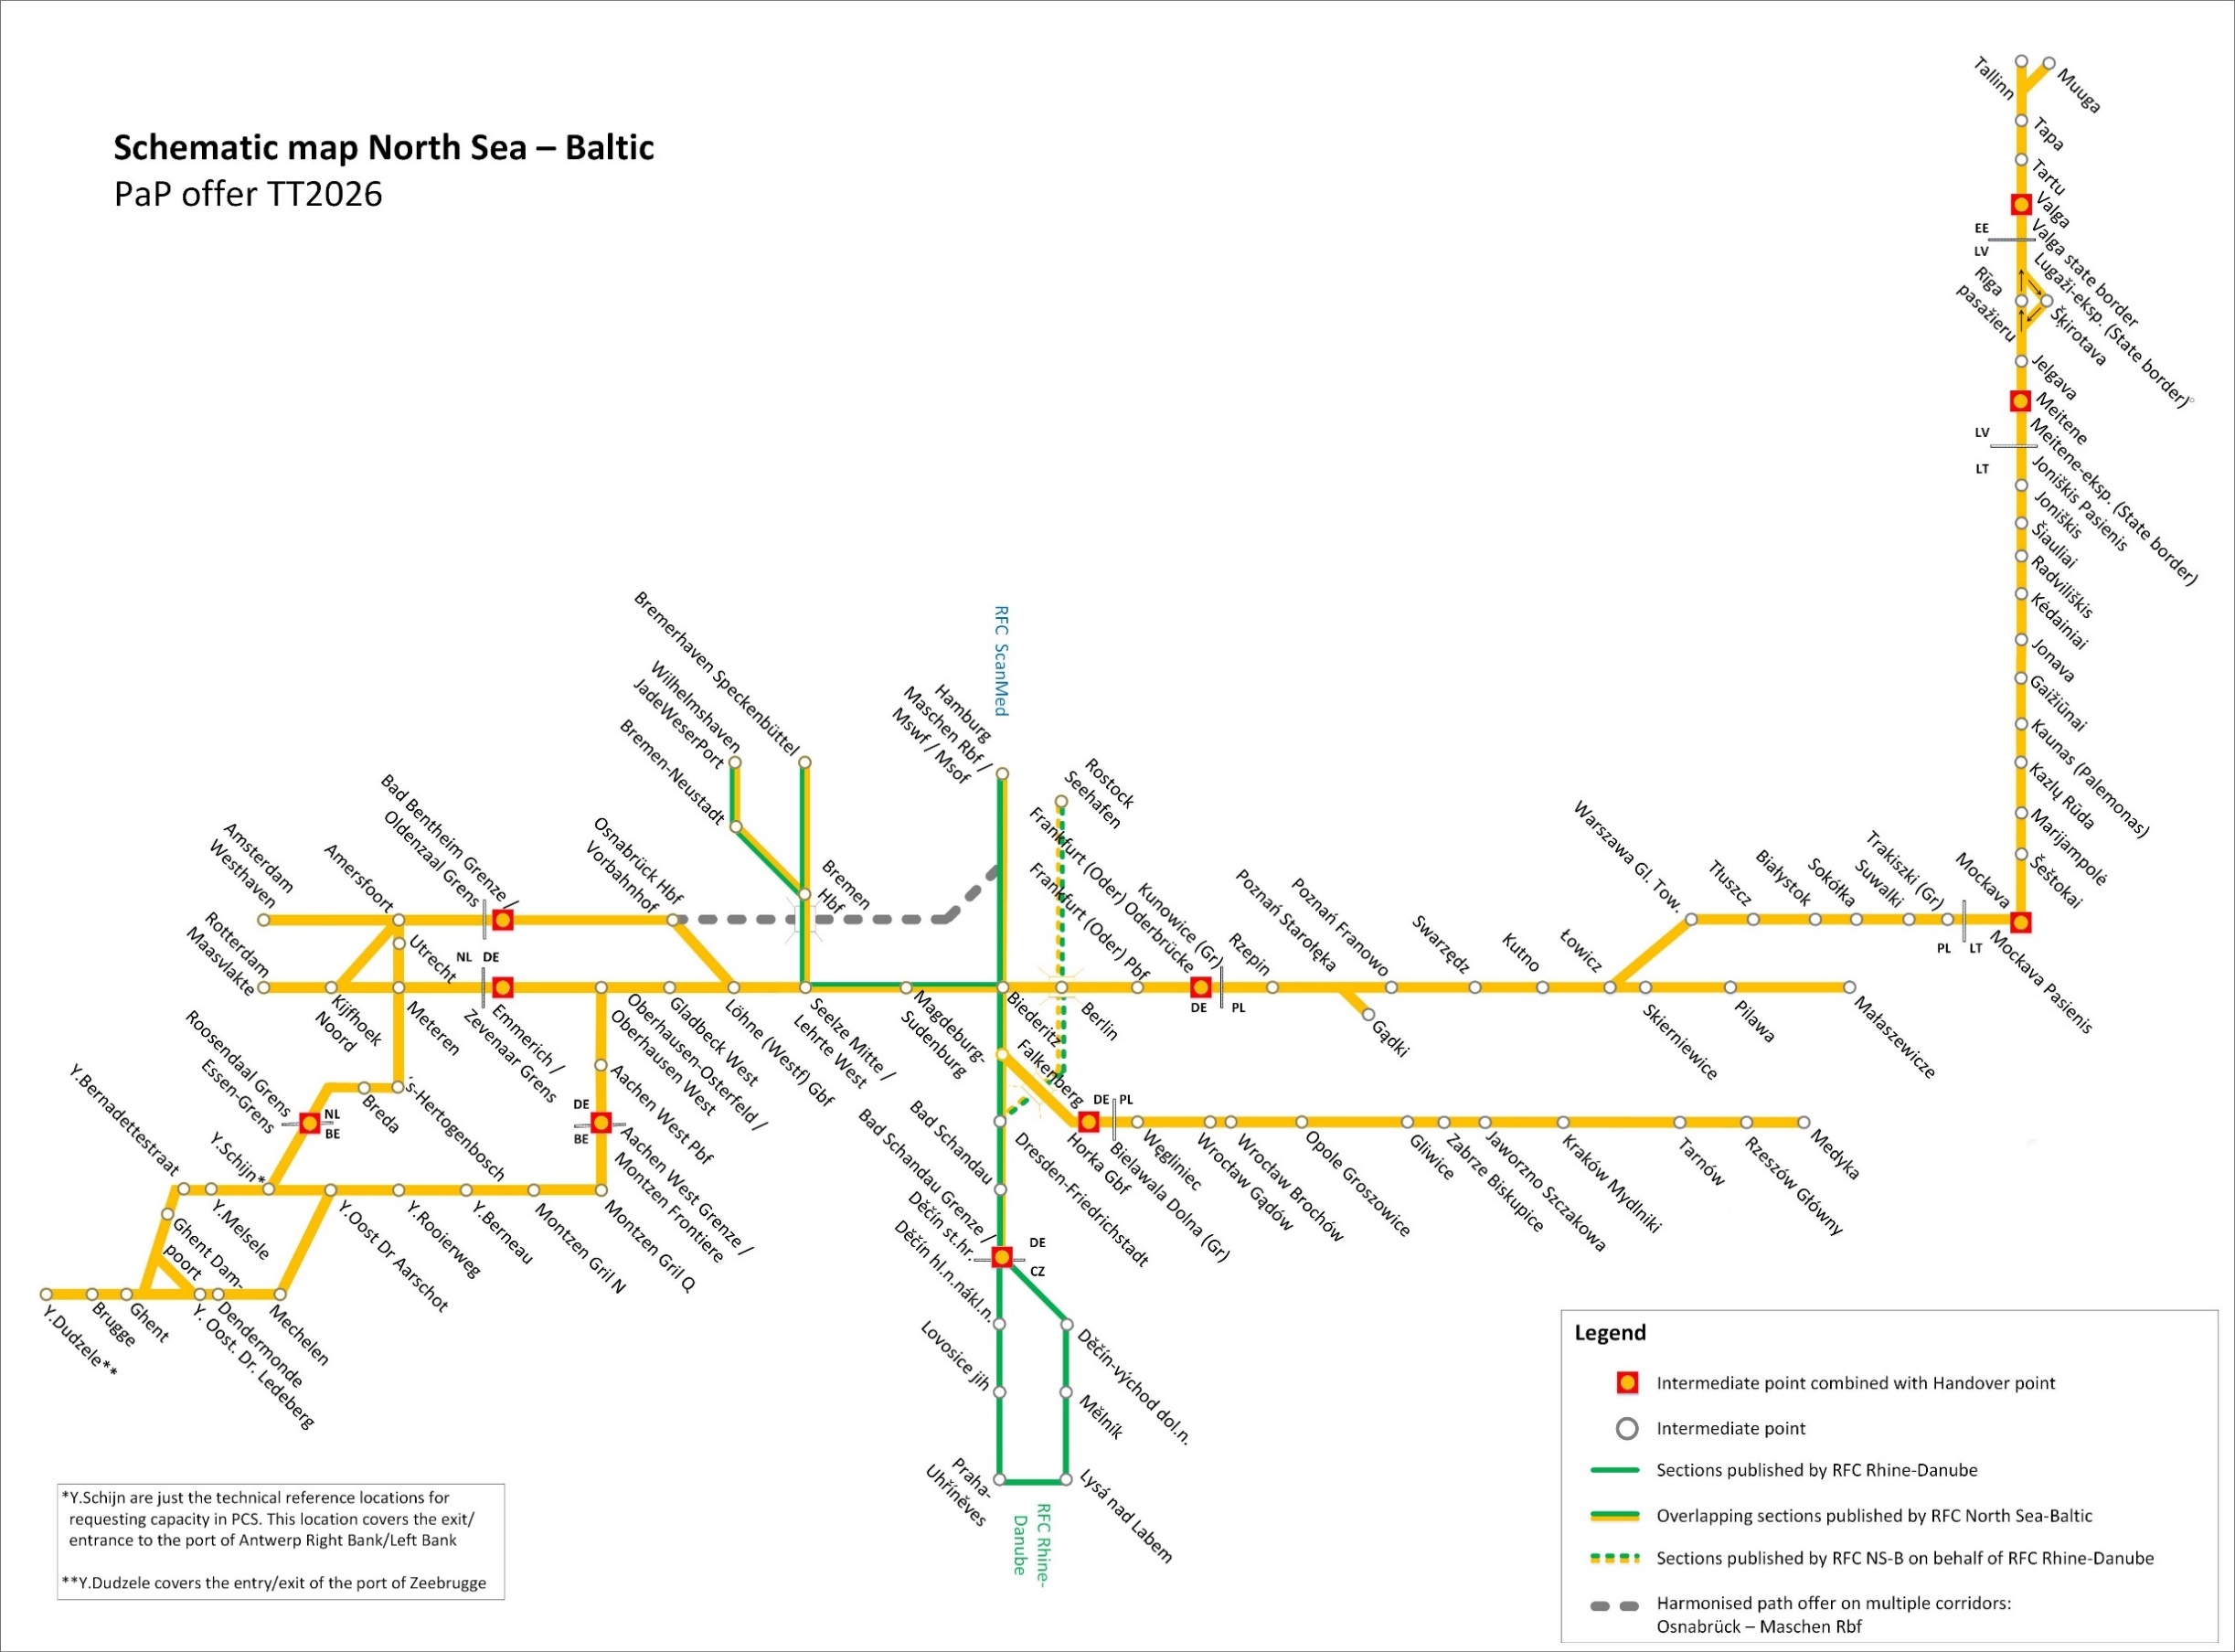 Schematic map North Sea – Baltic
PaP offer TT2026
Tallinn
Muuga
Tapa
Tartu
Valga
Valga state border
EE
LV
Lugaži-eksp. (State border)°
Rīga
pasažieru
Šķirotava
Jelgava
Meitene
Meitene-eksp. (State border)
LV
LT
Joniškis Pasienis
Joniškis
Šiauliai
Radviliškis
Kėdainiai
Jonava
Gaižiūnai
Kaunas (Palemonas)
Kazlų Rūda
Marijampolė
Šeštokai
Mockava
Mockava Pasienis
PL
LT
Trakiszki (Gr)
Suwalki
Sokółka
Białystok
Tłuszcz
Warszawa Gl. Tow.
RFC ScanMed
Hamburg
Maschen Rbf /
Mswf / Msof
Rostock
Seehafen
Bremerhaven Speckenbüttel
Wilhelmshaven
JadeWeserPort
Bremen-Neustadt
Bremen
Hbf
Osnabrück Hbf
Vorbahnhof
Bad Bentheim Grenze /
Oldenzaal Grens
Amersfoort
Amsterdam
Westhaven
Rotterdam
Maasvlakte
Utrecht
NL
DE
Kijfhoek
Noord
Meteren
Emmerich /
Zevenaar Grens
Oberhausen-Osterfeld /
Oberhausen West
Gladbeck West
Löhne (Westf) Gbf
Seelze Mitte /
Lehrte West
Magdeburg-
Sudenburg
Biederitz
Berlin
Frankfurt (Oder) Pbf
Frankfurt (Oder) Oderbrücke
Kunowice (Gr)
DE
PL
Rzepin
Poznań Starołęka
Poznań Franowo
Gądki
Swarzędz
Kutno
Łowicz
Skierniewice
Pilawa
Małaszewicze
Roosendaal Grens
Essen-Grens
NL
BE
Breda
´s-Hertogenbosch
DE
BE
Aachen West Pbf
Aachen West Grenze /
Montzen Frontiere
Y.Bernadettestraat
Y.Melsele
Y.Schijn*
Y.Oost Dr Aarschot
Y.Rooierweg
Y.Berneau
Montzen Gril N
Montzen Gril Q
Ghent Dam-
poort
Y.Dudzele**
Brugge
Ghent
Y. Oost. Dr. Ledeberg
Dendermonde
Mechelen
Falkenberg
DE
PL
Horka Gbf
Bielawala Dolna (Gr)
Węgliniec
Wrocław Gądów
Wrocław Brochów
Opole Groszowice
Gliwice
Zabrze Biskupice
Jaworzno Szczakowa
Kraków Mydlniki
Tarnów
Rzeszów Główny
Medyka
Dresden-Friedrichstadt
Bad Schandau
Bad Schandau Grenze /
Děčín st.hr.
DE
CZ
Děčín hl.n.nákl.n.
Lovosice jih
Praha-
Uhříněves
Děčín-východ dol.n.
Mělník
Lysá nad Labem
RFC Rhine-
Danube
*Y.Schijn are just the technical reference locations for
requesting capacity in PCS. This location covers the exit/
entrance to the port of Antwerp Right Bank/Left Bank
**Y.Dudzele covers the entry/exit of the port of Zeebrugge
Legend
Intermediate point combined with Handover point
Intermediate point
Sections published by RFC Rhine-Danube
Overlapping sections published by RFC North Sea-Baltic
Sections published by RFC NS-B on behalf of RFC Rhine-Danube
Harmonised path offer on multiple corridors:
Osnabrück – Maschen Rbf